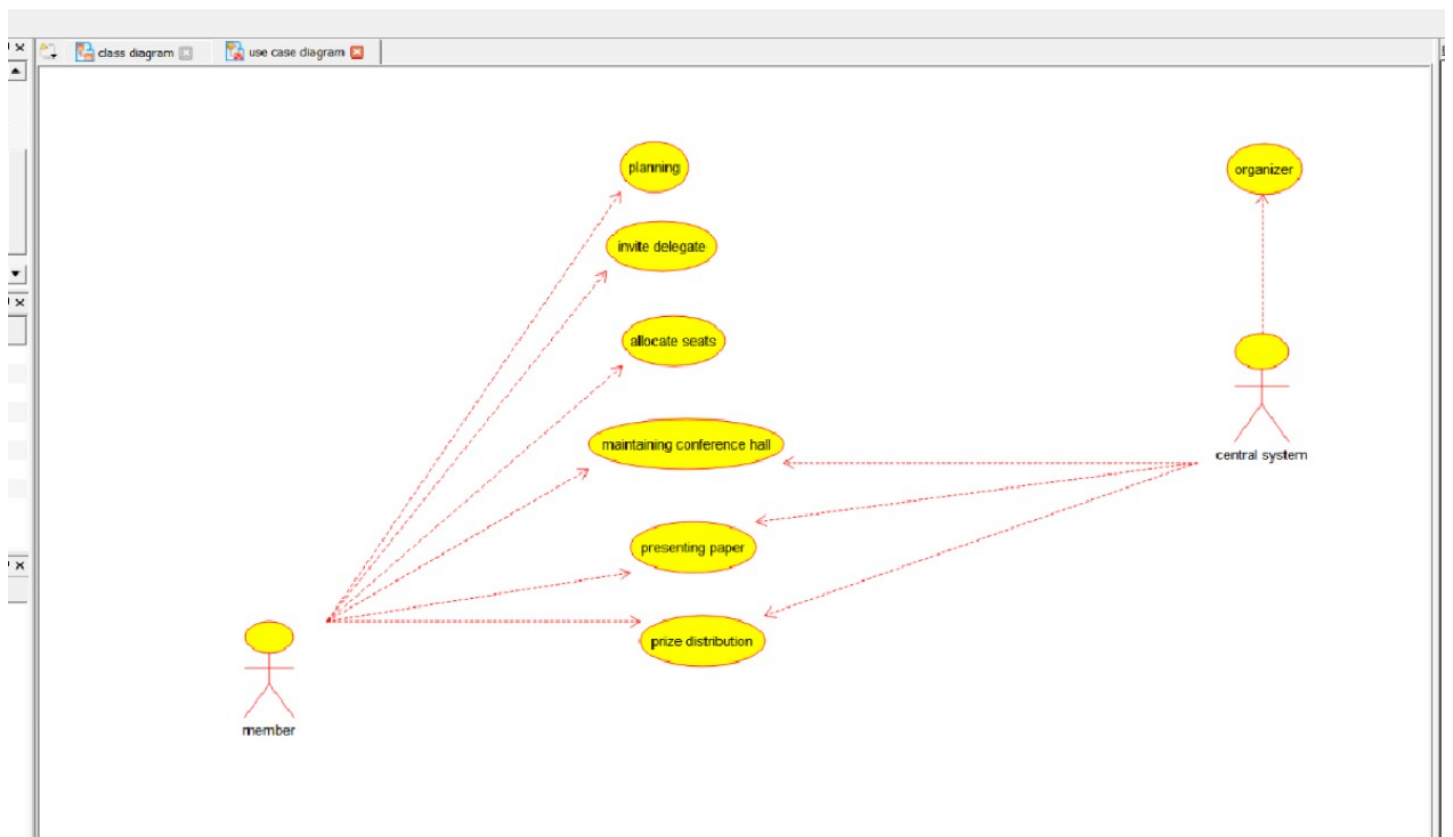 class diagram
use case diagram
planning
organizer
invite delegate
allocate seats
maintaining conference hall
central system
presenting paper
prize distribution
member